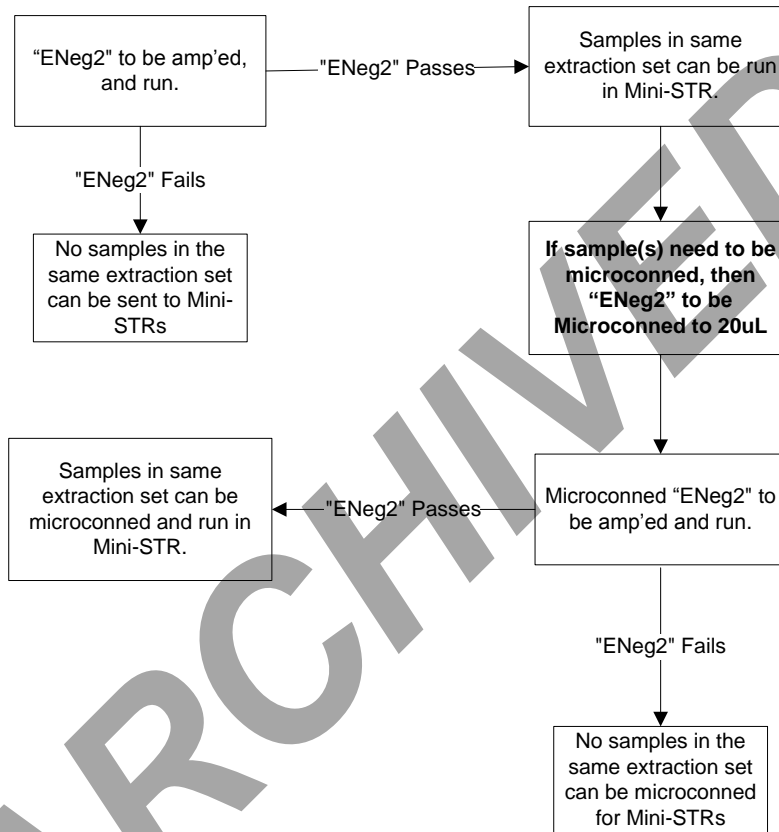 “ENeg2” to be amp’ed,
and run.
"ENeg2" Passes
Samples in same
extraction set can be run
in Mini-STR.
"ENeg2" Fails
No samples in the
same extraction set
can be sent to Mini-
STRs
If sample(s) need to be
microconned, then
“ENeg2” to be
Microconned to 20uL
Microconned “ENeg2" to
be amp’ed and run.
"ENeg2" Passes
Samples in same
extraction set can be
microconned and run in
Mini-STR.
"ENeg2" Fails
No samples in the
same extraction set
can be microconned
for Mini-STRs
ARCHIVED